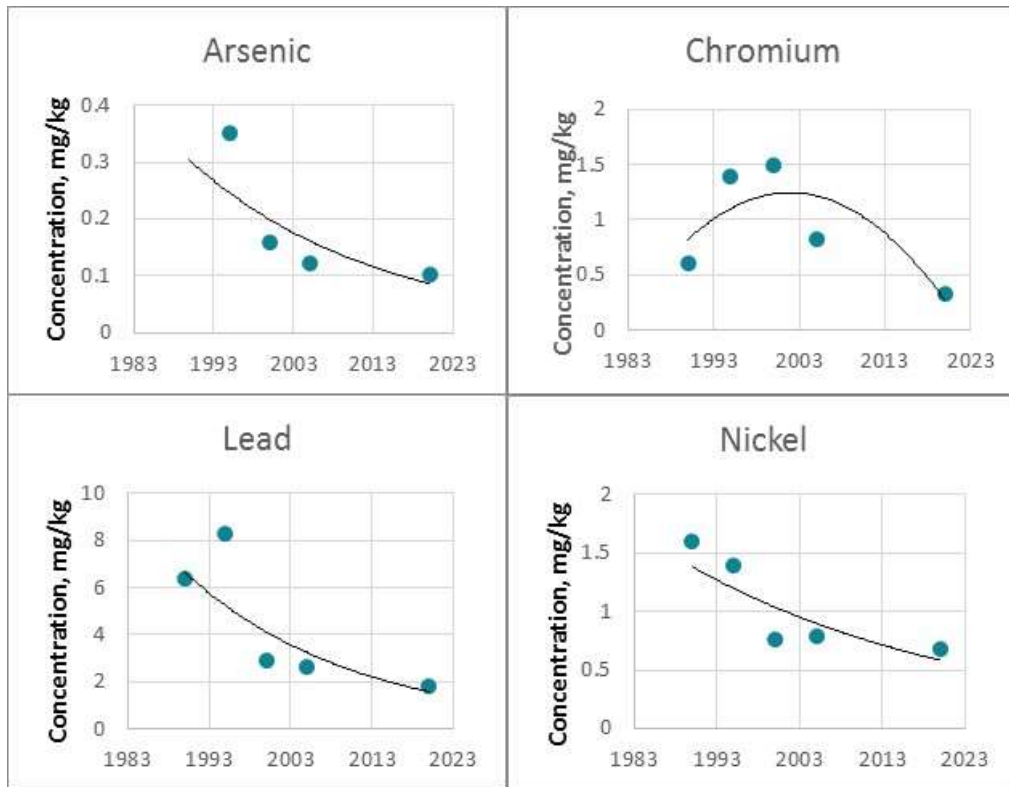 Arsenic
Concentration, mg/kg
0.4
0.3
0.2
0.1
0
1983 1993 2003 2013 2023
Chromium
Concentration, mg/kg
2
1.5
1
0.5
0
1983 1993 2003 2013 2023
Lead
Concentration, mg/kg
10
8
6
4
2
0
1983 1993 2003 2013 2023
Nickel
Concentration, mg/kg
2
1.5
1
0.5
0
1983 1993 2003 2013 2023